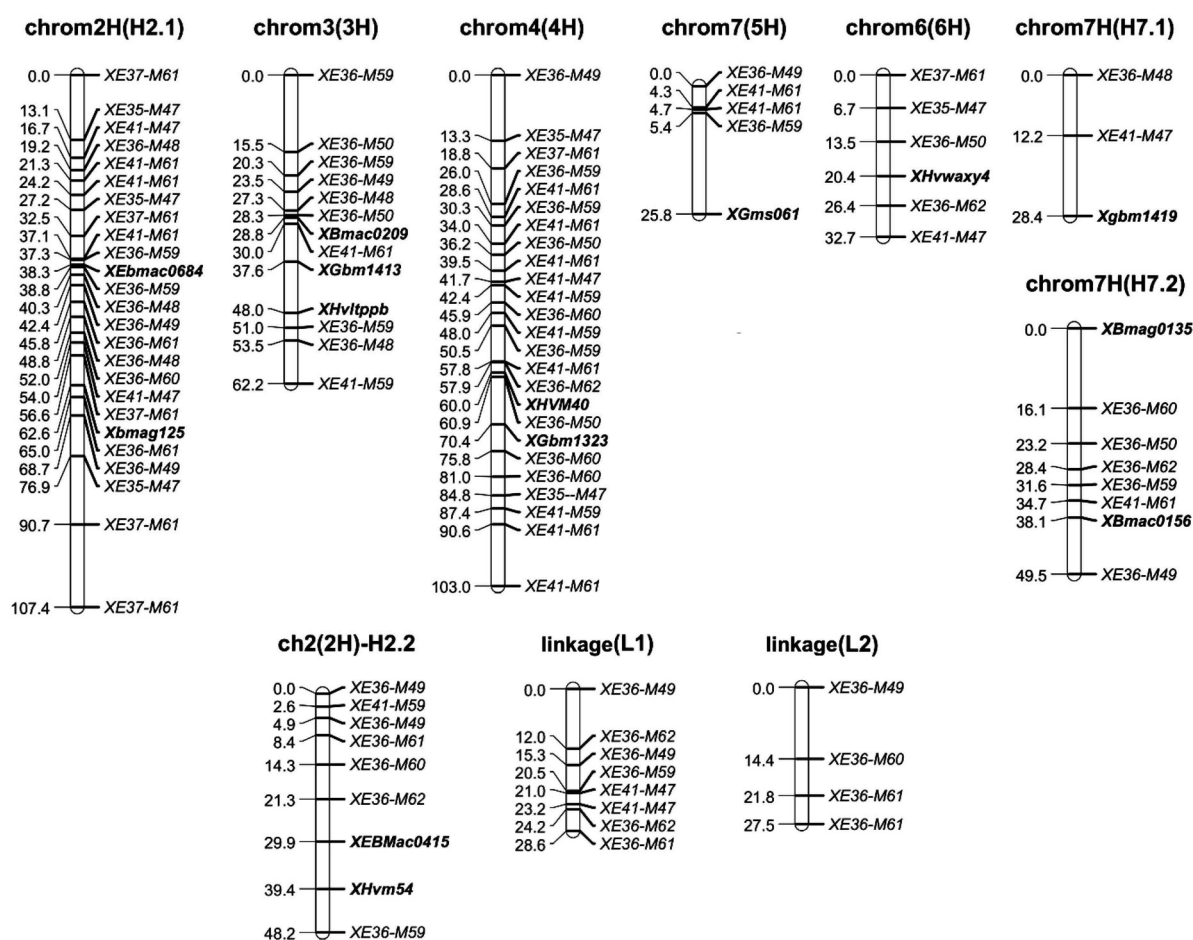 chrom2H(H2.1)
0.0 XE37-M61
13.1 XE35-M47
16.7 XE41-M47
19.2 XE36-M48
21.3 XE41-M61
24.2 XE41-M61
27.2 XE35-M47
32.5 XE37-M61
37.1 XE41-M61
37.3 XE36-M59
38.3 XEbmac0684
38.8 XE36-M59
40.3 XE36-M48
42.4 XE36-M49
45.8 XE36-M61
48.8 XE36-M48
52.0 XE36-M60
54.0 XE41-M47
56.6 XE37-M61
62.6 Xbmag125
65.0 XE36-M61
68.7 XE36-M49
76.9 XE35-M47
90.7 XE37-M61
107.4 XE37-M61
chrom3(3H)
0.0 XE36-M59
15.5 XE36-M50
20.3 XE36-M59
23.5 XE36-M49
27.3 XE36-M48
28.3 XE36-M50
28.8 XBmac0209
30.0 XE41-M61
37.6 XGbm1413
48.0 XHvltppb
51.0 XE36-M59
53.5 XE36-M48
62.2 XE41-M59
chrom4(4H)
0.0 XE36-M49
13.3 XE35-M47
18.8 XE37-M61
26.0 XE36-M59
28.6 XE41-M61
30.3 XE36-M59
34.0 XE41-M61
36.2 XE36-M50
39.5 XE41-M61
41.7 XE41-M47
42.4 XE41-M59
45.9 XE36-M60
48.0 XE41-M59
50.5 XE36-M59
57.8 XE41-M61
57.9 XE36-M62
60.0 XHVM40
60.9 XE36-M50
70.4 XGbm1323
75.8 XE36-M60
81.0 XE36-M60
84.8 XE35--M47
87.4 XE41-M59
90.6 XE41-M61
103.0 XE41-M61
chrom7(5H)
0.0 XE36-M49
4.3 XE41-M61
4.7 XE41-M61
5.4 XE36-M59
25.8 XGms061
chrom6(6H)
0.0 XE37-M61
6.7 XE35-M47
13.5 XE36-M50
20.4 XHvwaxy4
26.4 XE36-M62
32.7 XE41-M47
chrom7H(H7.1)
0.0 XE36-M48
12.2 XE41-M47
28.4 Xgbm1419
chrom7H(H7.2)
0.0 XBmag0135
16.1 XE36-M60
23.2 XE36-M50
28.4 XE36-M62
31.6 XE36-M59
34.7 XE41-M61
38.1 XBmac0156
49.5 XE36-M49
ch2(2H)-H2.2
0.0 XE36-M49
2.6 XE41-M59
4.9 XE36-M49
8.4 XE36-M61
14.3 XE36-M60
21.3 XE36-M62
29.9 XEBMac0415
39.4 XHvm54
48.2 XE36-M59
linkage(L1)
0.0 XE36-M49
12.0 XE36-M62
15.3 XE36-M49
20.5 XE36-M59
21.0 XE41-M47
23.2 XE41-M47
24.2 XE36-M62
28.6 XE36-M61
linkage(L2)
0.0 XE36-M49
14.4 XE36-M60
21.8 XE36-M61
27.5 XE36-M61